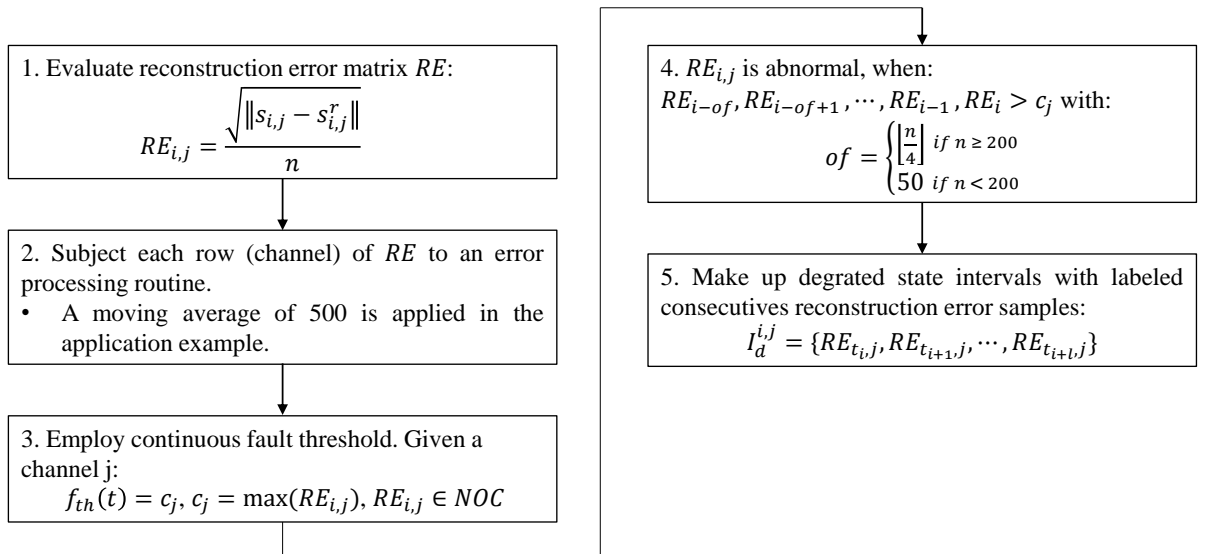 1. Evaluate reconstruction error matrix 𝑅𝐸:
𝑅𝐸_{𝑖,𝑗} = √‖𝑠_{𝑖,𝑗} − 𝑠^𝑟_{𝑖,𝑗}‖ / 𝑛
2. Subject each row (channel) of 𝑅𝐸 to an error
processing routine.
• A moving average of 500 is applied in the
application example.
3. Employ continuous fault threshold. Given a
channel j:
𝑓_{𝑡ℎ}(𝑡) = 𝑐_𝑗, 𝑐_𝑗 = max(𝑅𝐸_{𝑖,𝑗}), 𝑅𝐸_{𝑖,𝑗} ∈ 𝑁𝑂𝐶
4. 𝑅𝐸_{𝑖,𝑗} is abnormal, when:
𝑅𝐸_{𝑖−𝑜𝑓}, 𝑅𝐸_{𝑖−𝑜𝑓+1}, ⋯, 𝑅𝐸_{𝑖−1}, 𝑅𝐸_𝑖 > 𝑐_𝑗 with:
𝑜𝑓 = { ⌊𝑛/4⌋ 𝑖𝑓 𝑛 ≥ 200
50 𝑖𝑓 𝑛 < 200
5. Make up degrated state intervals with labeled
consecutives reconstruction error samples:
𝐼_𝑑^{𝑖,𝑗} = {𝑅𝐸_{𝑡_𝑖,𝑗}, 𝑅𝐸_{𝑡_{𝑖+1},𝑗}, ⋯, 𝑅𝐸_{𝑡_{𝑖+𝑙},𝑗}}